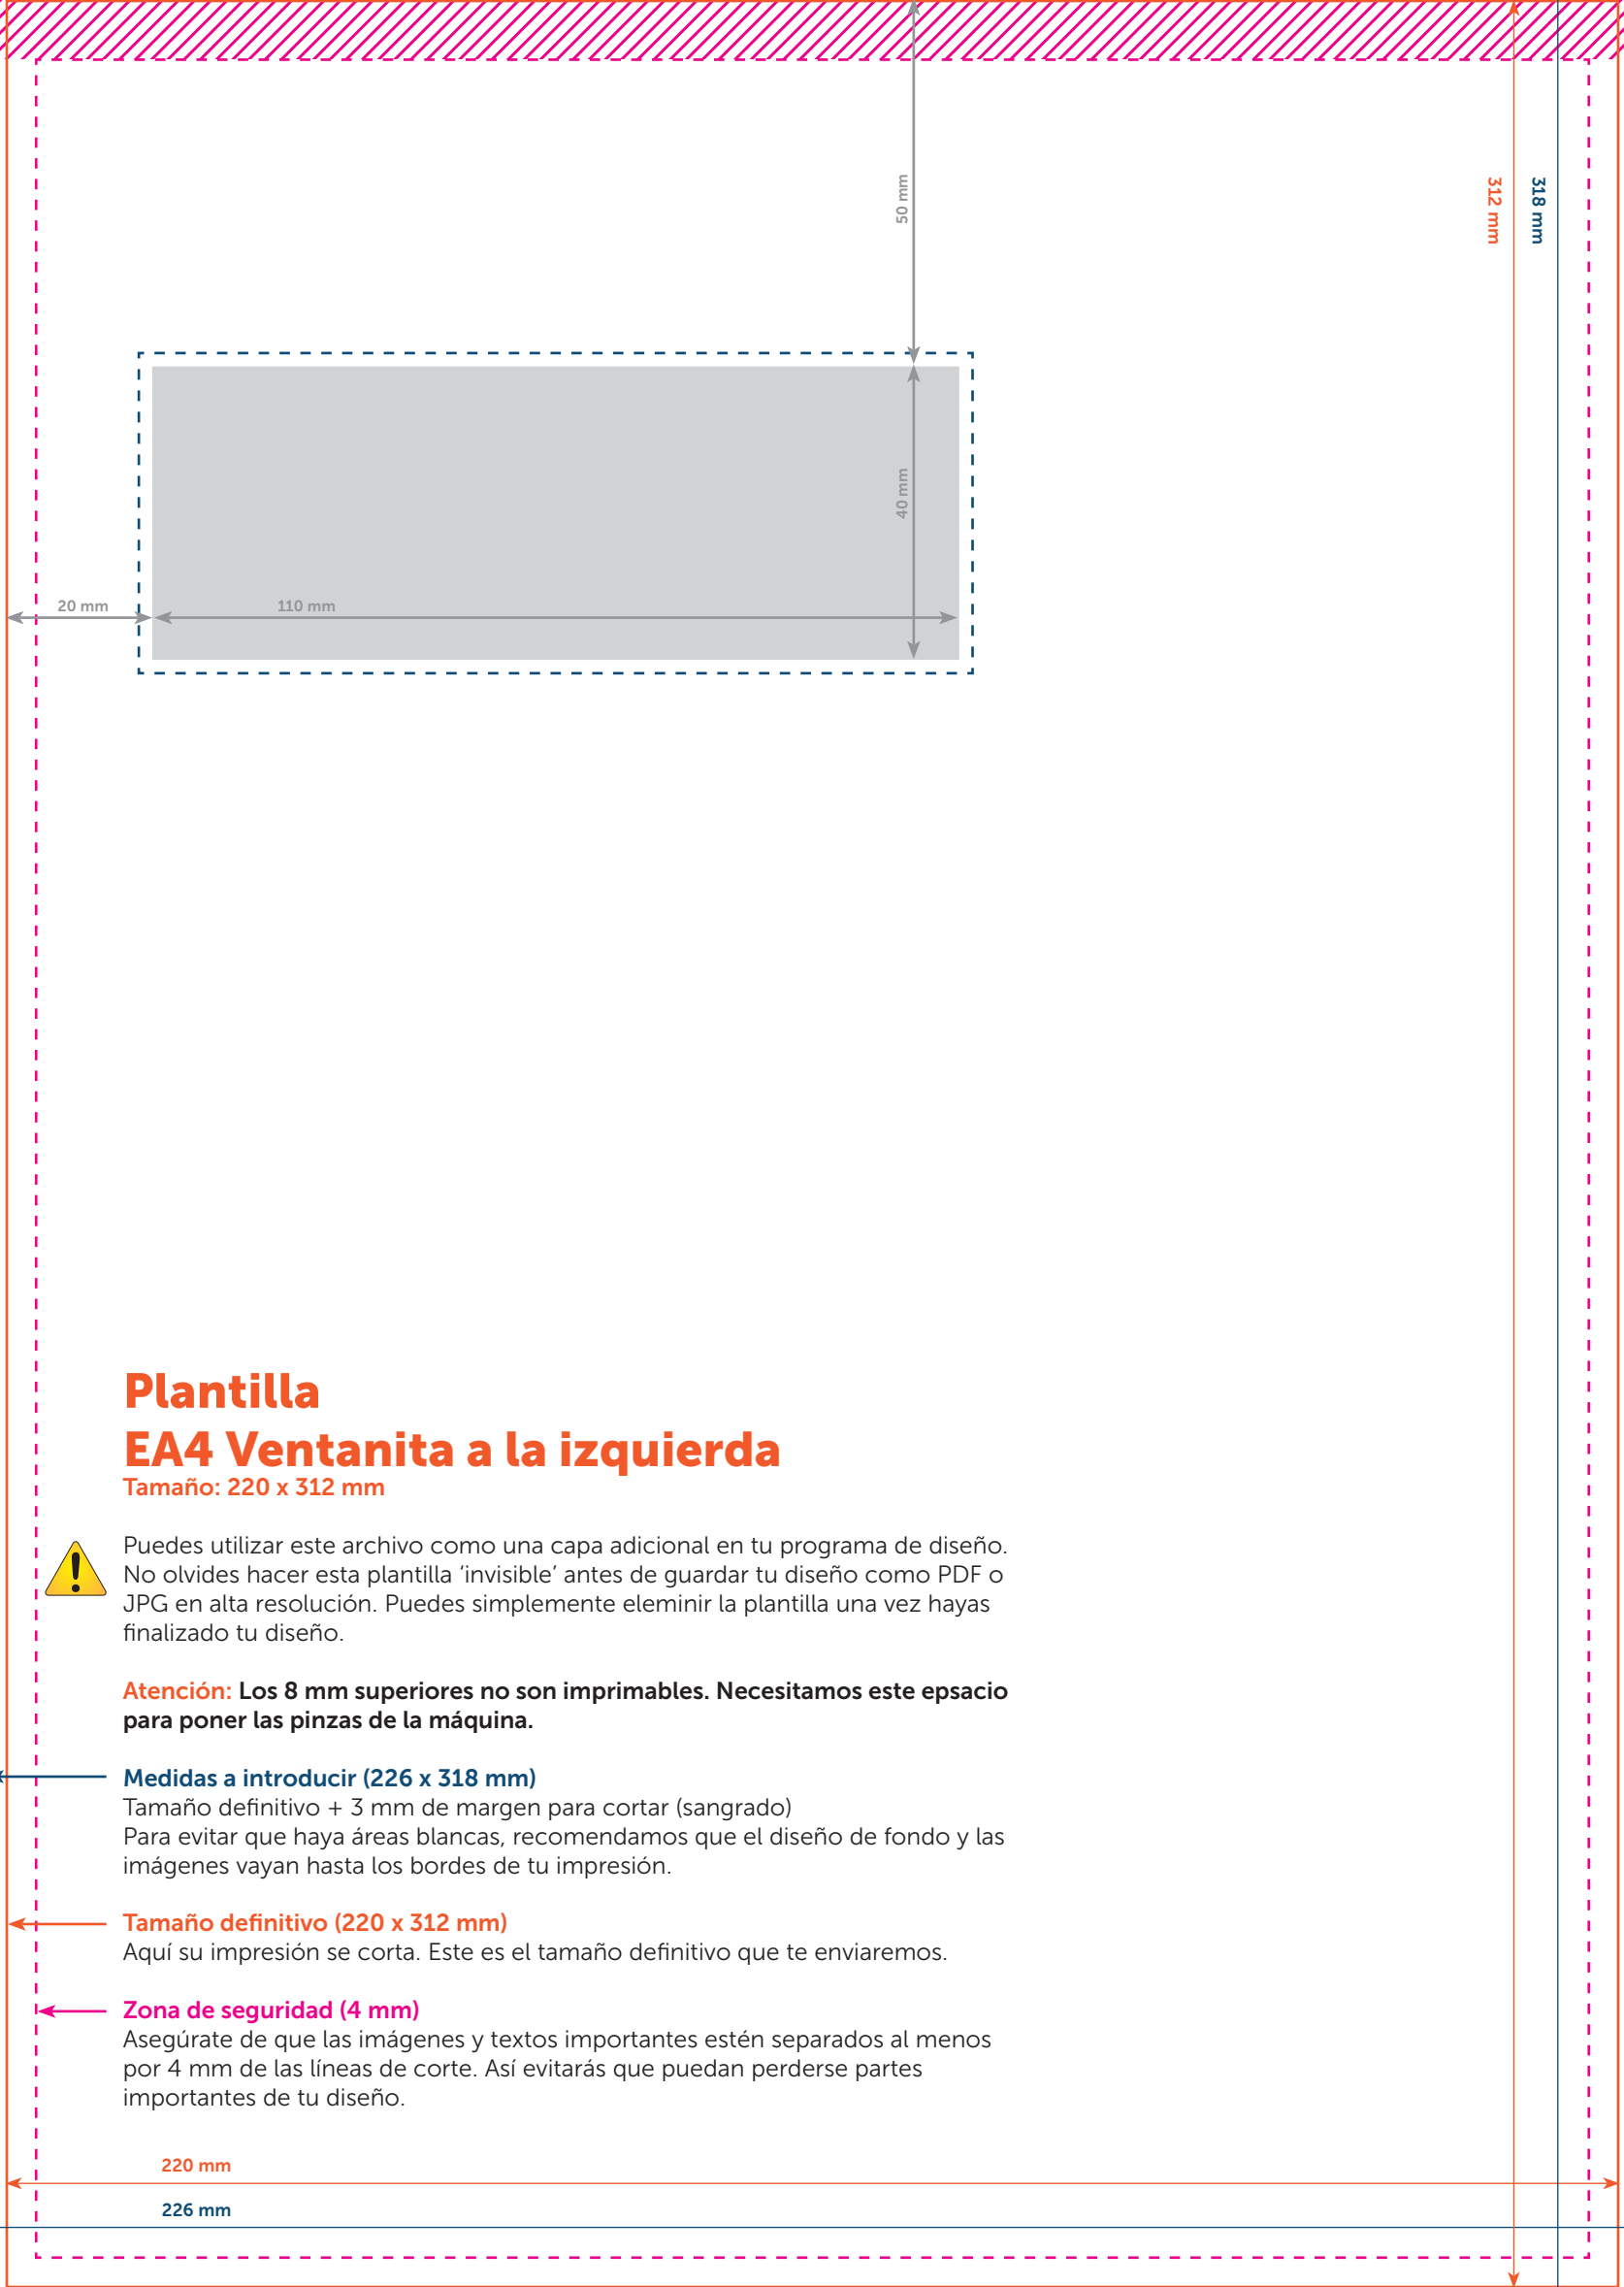 50 mm
312 mm
318 mm
40 mm
20 mm
110 mm
Plantilla
EA4 Ventanita a la izquierda
Tamaño: 220 x 312 mm
Puedes utilizar este archivo como una capa adicional en tu programa de diseño.
No olvides hacer esta plantilla ‘invisible’ antes de guardar tu diseño como PDF o
JPG en alta resolución. Puedes simplemente eleminir la plantilla una vez hayas
finalizado tu diseño.
Atención: Los 8 mm superiores no son imprimables. Necesitamos este epsacio
para poner las pinzas de la máquina.
Medidas a introducir (226 x 318 mm)
Tamaño definitivo + 3 mm de margen para cortar (sangrado)
Para evitar que haya áreas blancas, recomendamos que el diseño de fondo y las
imágenes vayan hasta los bordes de tu impresión.
Tamaño definitivo (220 x 312 mm)
Aquí su impresión se corta. Este es el tamaño definitivo que te enviaremos.
Zona de seguridad (4 mm)
Asegúrate de que las imágenes y textos importantes estén separados al menos
por 4 mm de las líneas de corte. Así evitarás que puedan perderse partes
importantes de tu diseño.
220 mm
226 mm